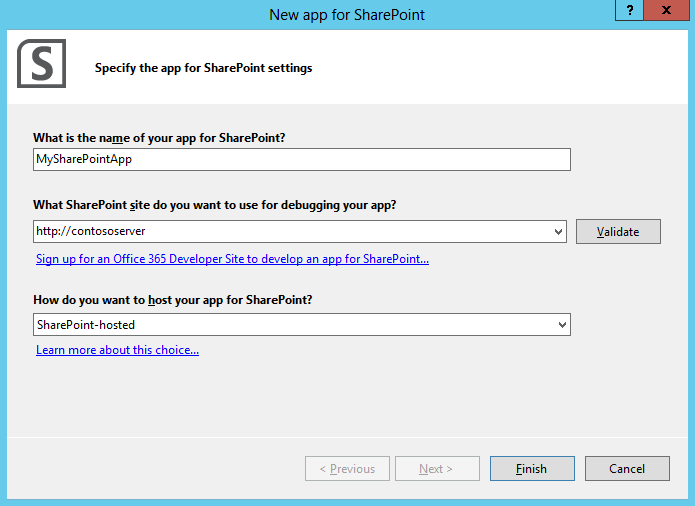 New app for SharePoint
?
x
S
Specify the app for SharePoint settings
What is the name of your app for SharePoint?
MySharePointApp
What SharePoint site do you want to use for debugging your app?
http://contososerver
Validate
Sign up for an Office 365 Developer Site to develop an app for SharePoint...
How do you want to host your app for SharePoint?
SharePoint-hosted
Learn more about this choice...
< Previous
Next >
Finish
Cancel